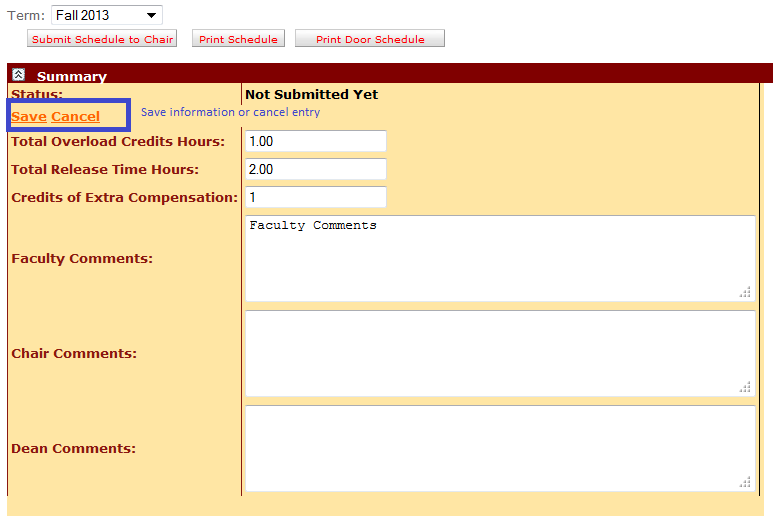 Term: Fall 2013
Submit Schedule to Chair Print Schedule Print Door Schedule
Summary
Status: Not Submitted Yet
Save Cancel Save information or cancel entry
Total Overload Credits Hours: 1.00
Total Release Time Hours: 2.00
Credits of Extra Compensation: 1
Faculty Comments
Faculty Comments:
Chair Comments:
Dean Comments: